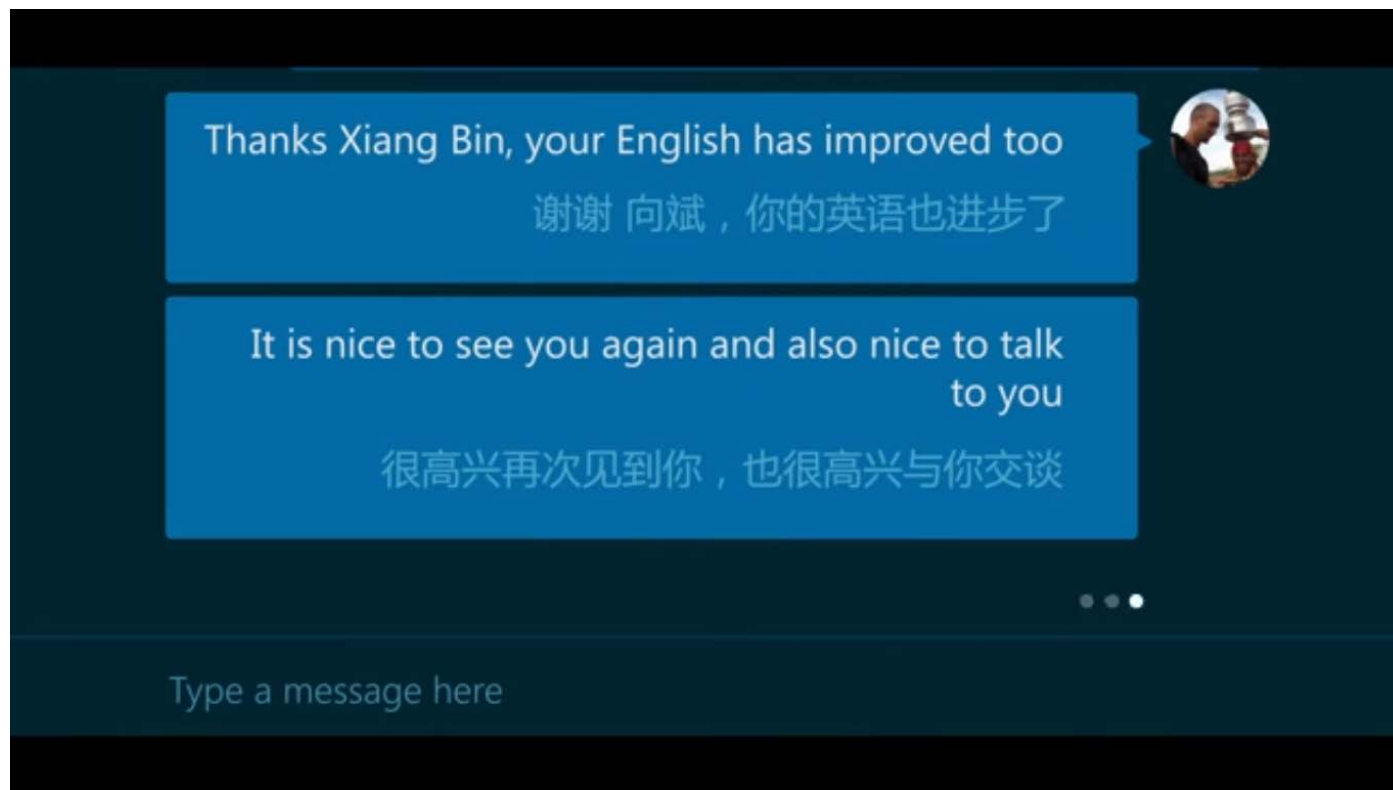 Thanks Xiang Bin, your English has improved too
谢谢 向斌，你的英语也进步了
It is nice to see you again and also nice to talk
to you
很高兴再次见到你，也很高兴与你交谈
Type a message here